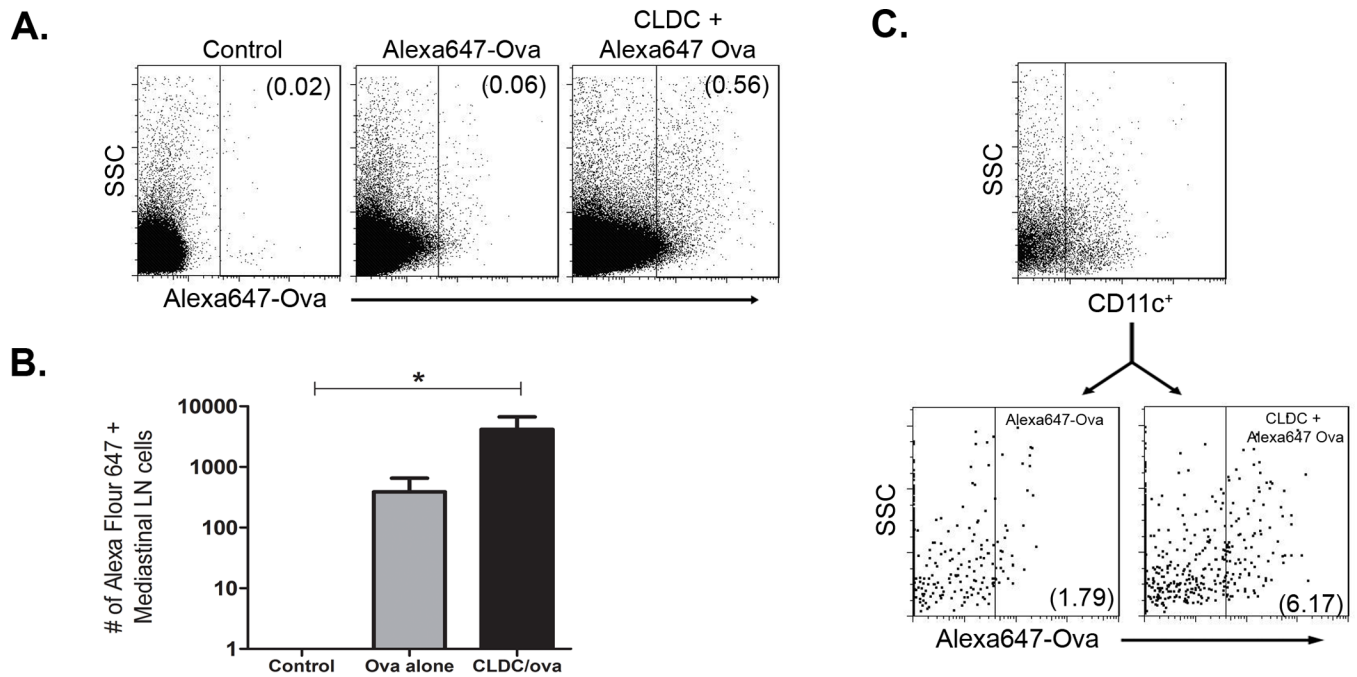 A.
Control
Alexa647-Ova
CLDC +
Alexa647 Ova
(0.02)
(0.06)
(0.56)
SSC
Alexa647-Ova
B.
*
# of Alexa Flour 647 +
Mediastinal LN cells
10000
1000
100
10
1
Control
Ova alone
CLDC/ova
C.
SSC
CD11c+
Alexa647-Ova
CLDC +
Alexa647 Ova
SSC
(1.79)
(6.17)
Alexa647-Ova